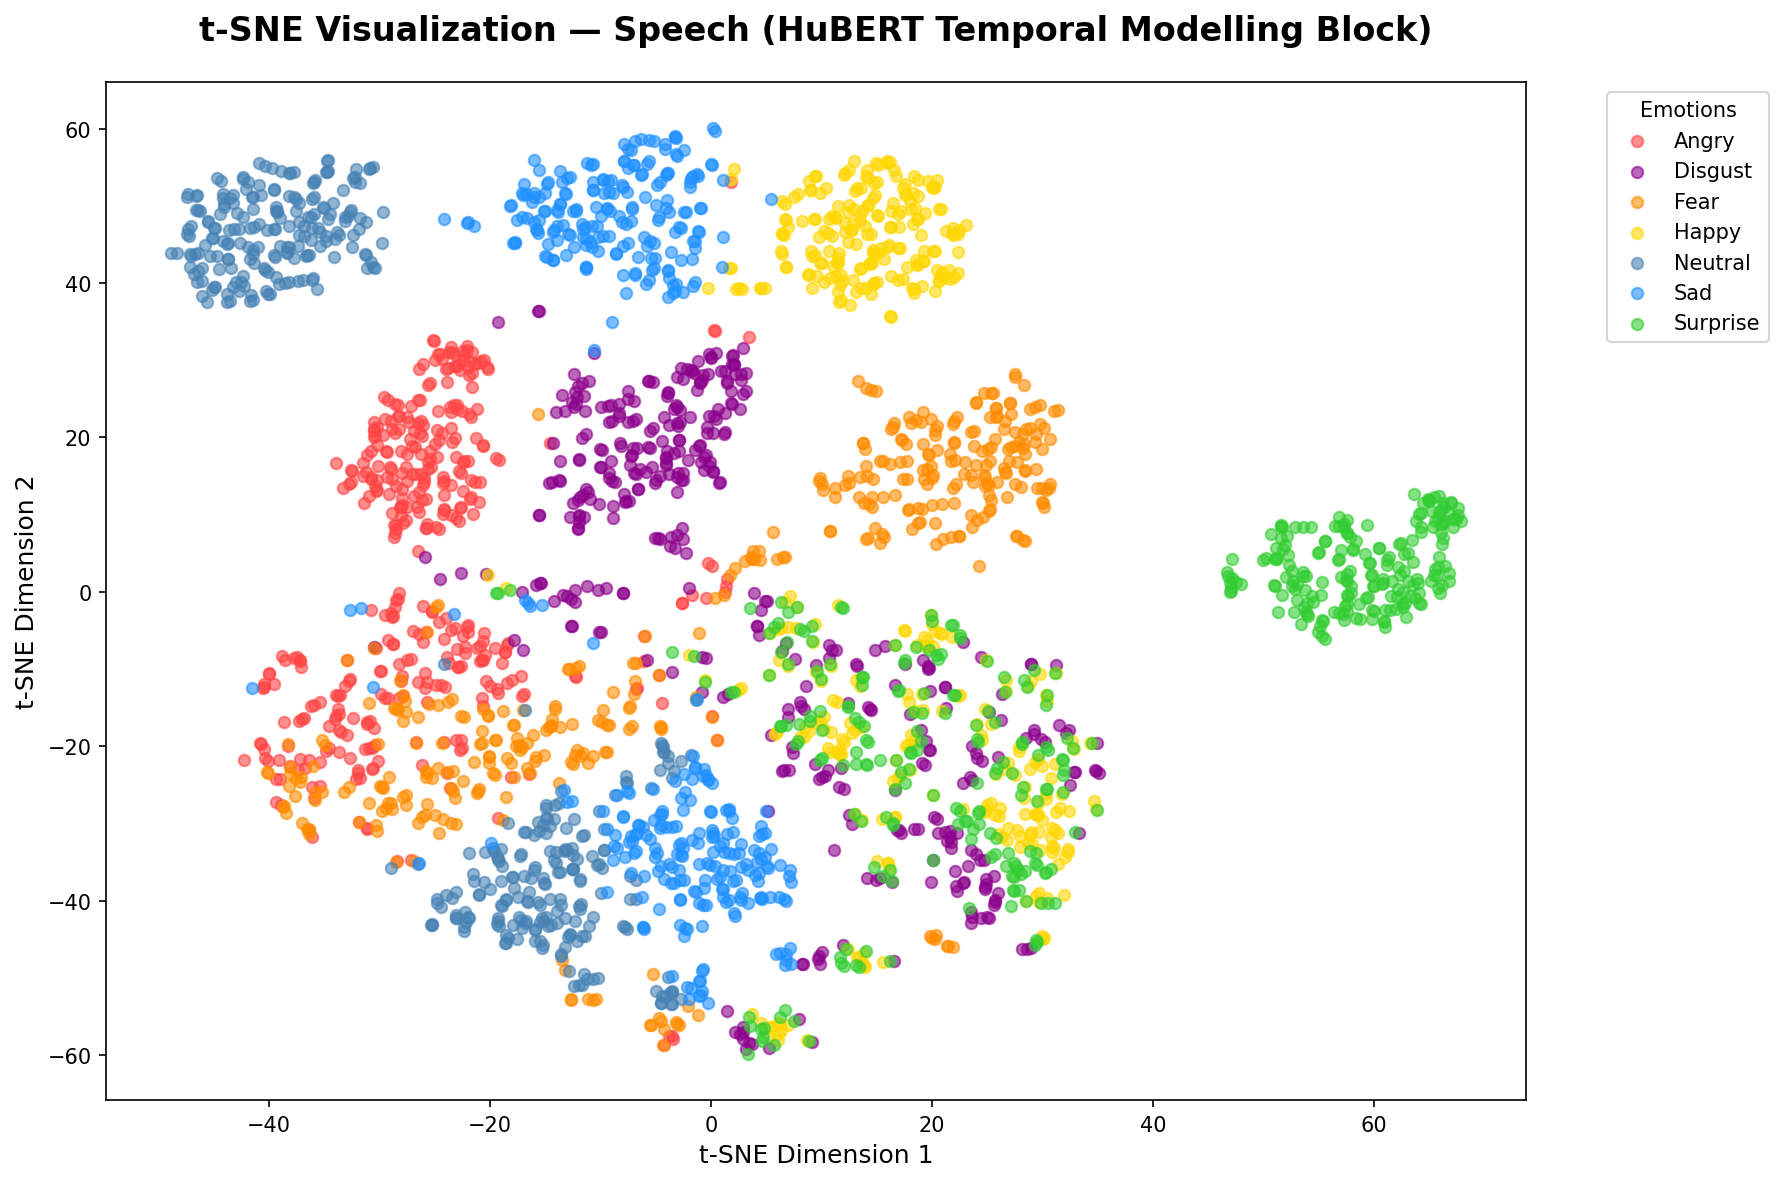 t-SNE Visualization — Speech (HuBERT Temporal Modelling Block)
Emotions
Angry
Disgust
Fear
Happy
Neutral
Sad
Surprise
60
40
20
0
−20
−40
−60
t-SNE Dimension 2
−40
−20
0
20
40
60
t-SNE Dimension 1